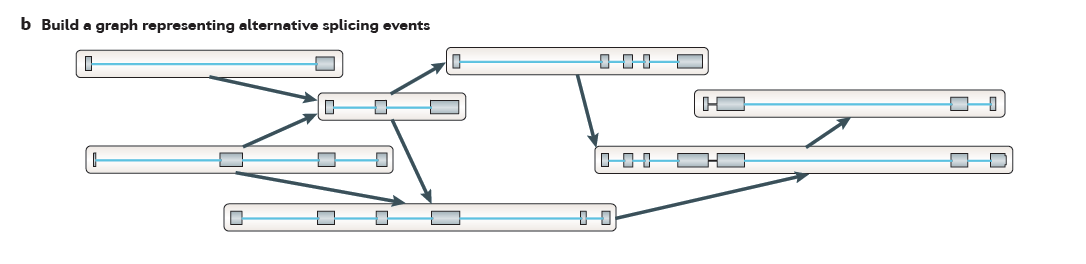 b Build a graph representing alternative splicing events